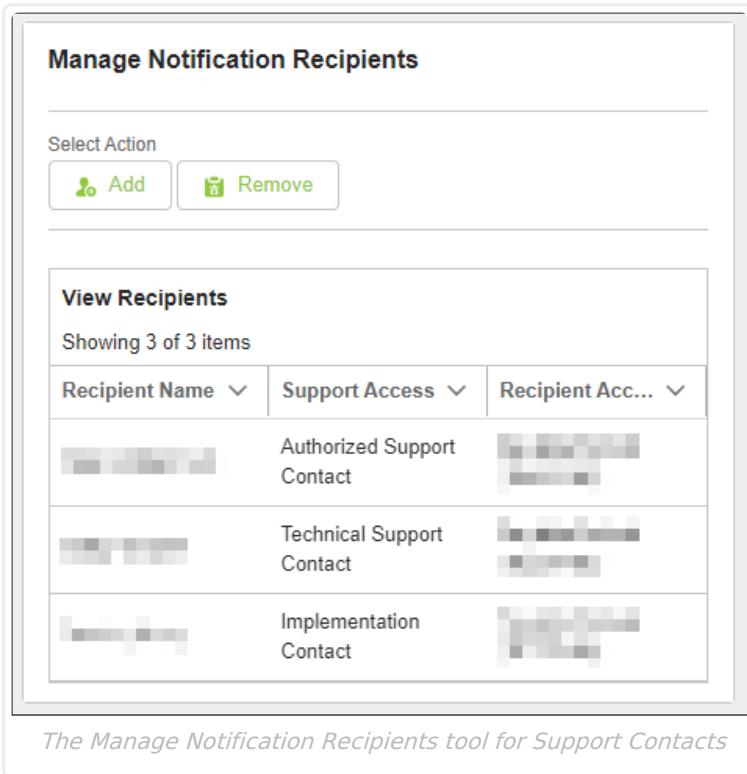 Manage Notification Recipients
Select Action
Add Remove
View Recipients
Showing 3 of 3 items
Recipient Name Support Access Recipient Acc...
Authorized Support
Contact
Technical Support
Contact
Implementation
Contact
The Manage Notification Recipients tool for Support Contacts